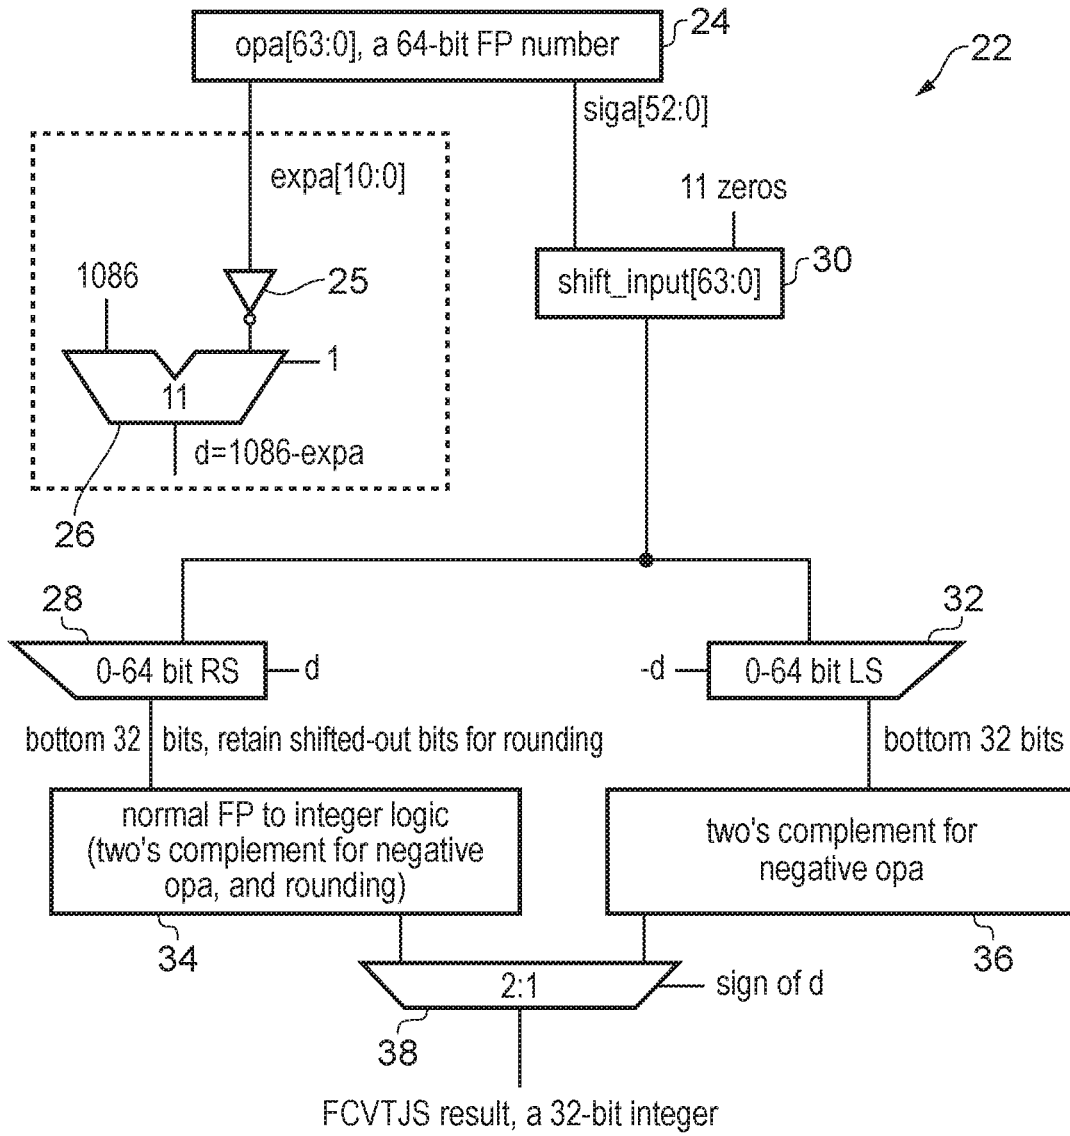 24
opa[63:0], a 64-bit FP number
22
siga[52:0]
expa[10:0]
11 zeros
1086
25
shift_input[63:0]
30
1
11
d=1086-expa
26
28
32
0-64 bit RS
d
-d
0-64 bit LS
bottom 32 bits, retain shifted-out bits for rounding
bottom 32 bits
normal FP to integer logic
(two's complement for negative
opa, and rounding)
two's complement for
negative opa
34
36
2:1
sign of d
38
FCVTJS result, a 32-bit integer